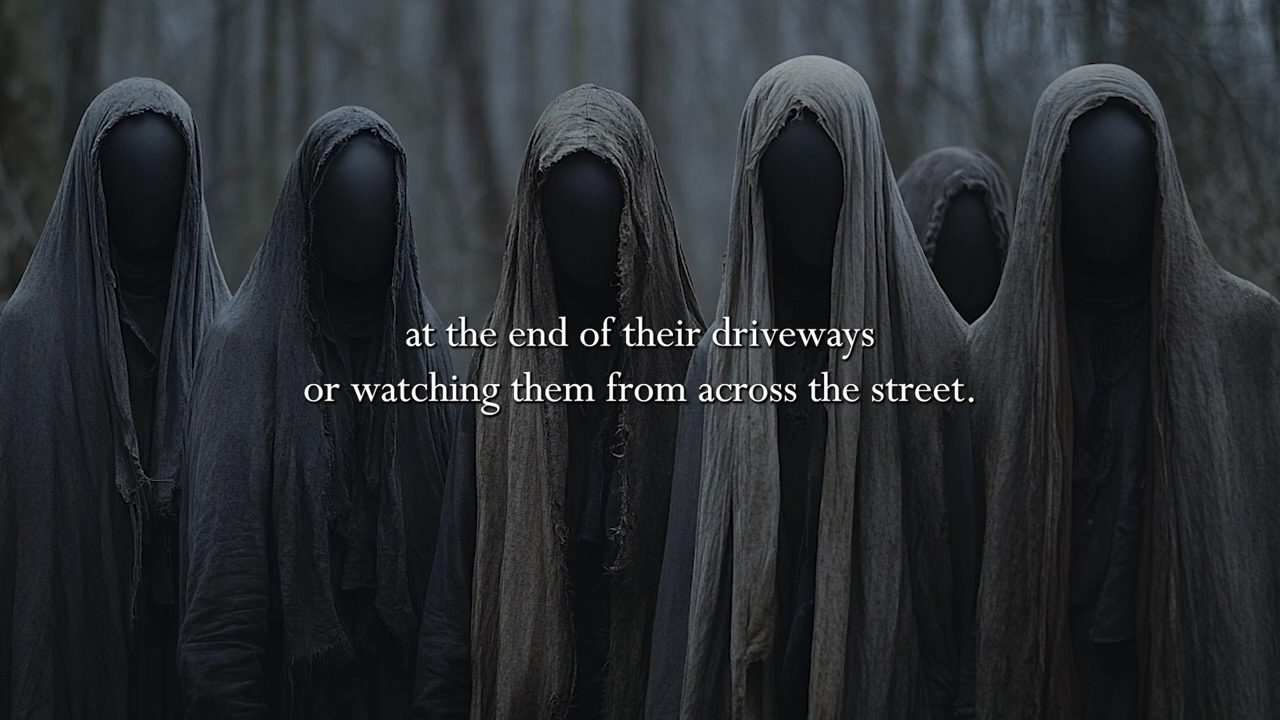 at the end of their driveways
or watching them from across the street.